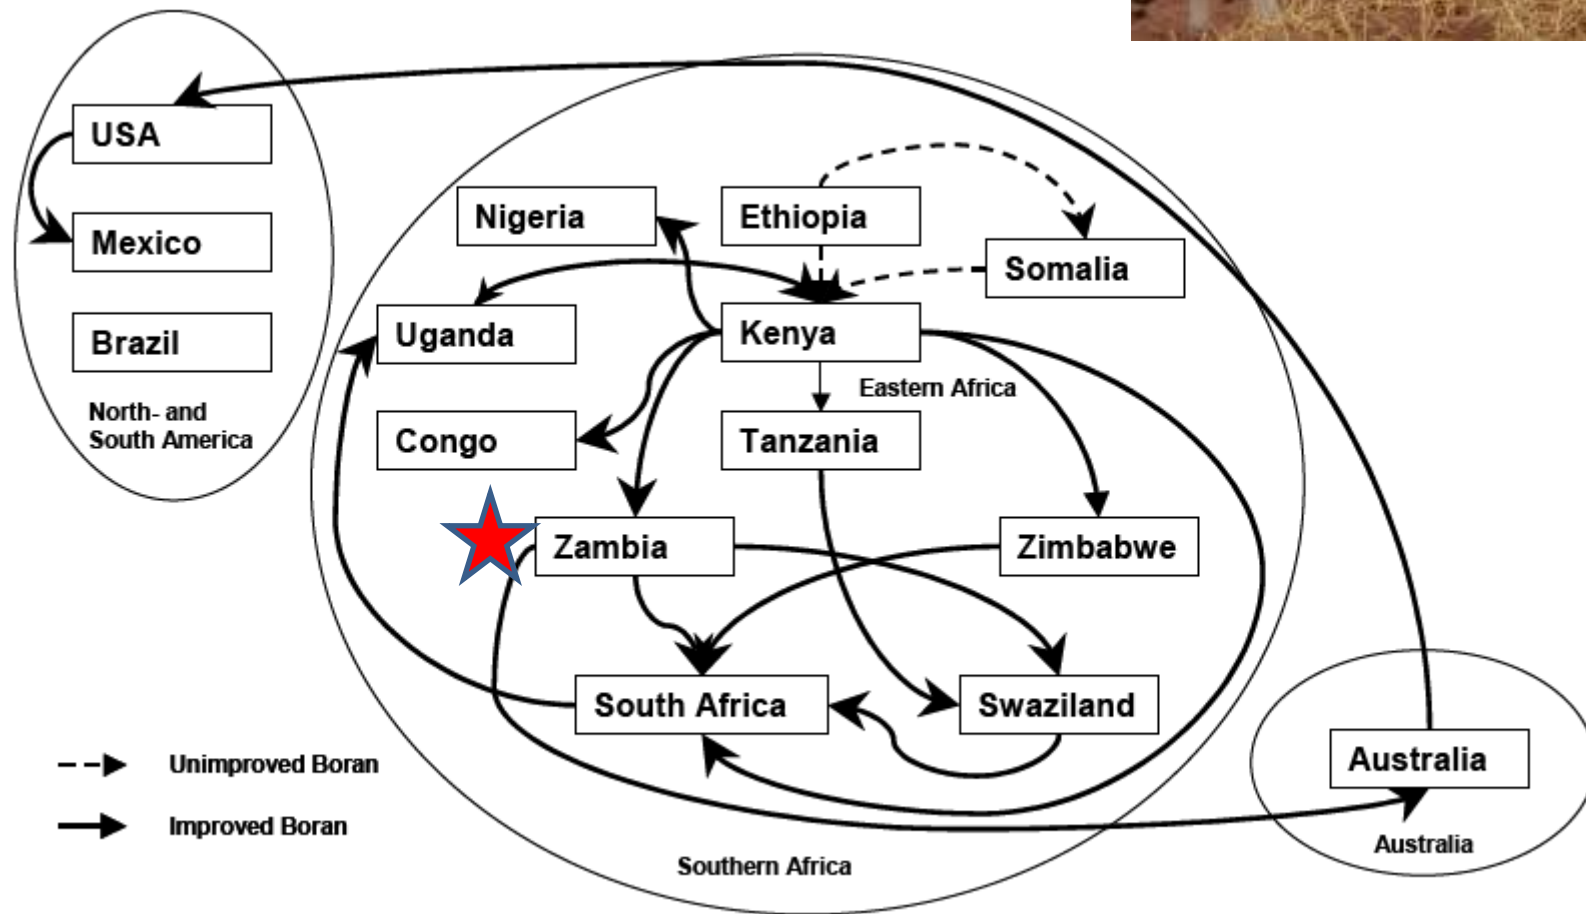 USA
Mexico
Brazil
North- and
South America
Nigeria
Ethiopia
Somalia
Uganda
Kenya
Eastern Africa
Congo
Tanzania
Zambia
Zimbabwe
South Africa
Swaziland
Southern Africa
Australia
Australia
Unimproved Boran
Improved Boran